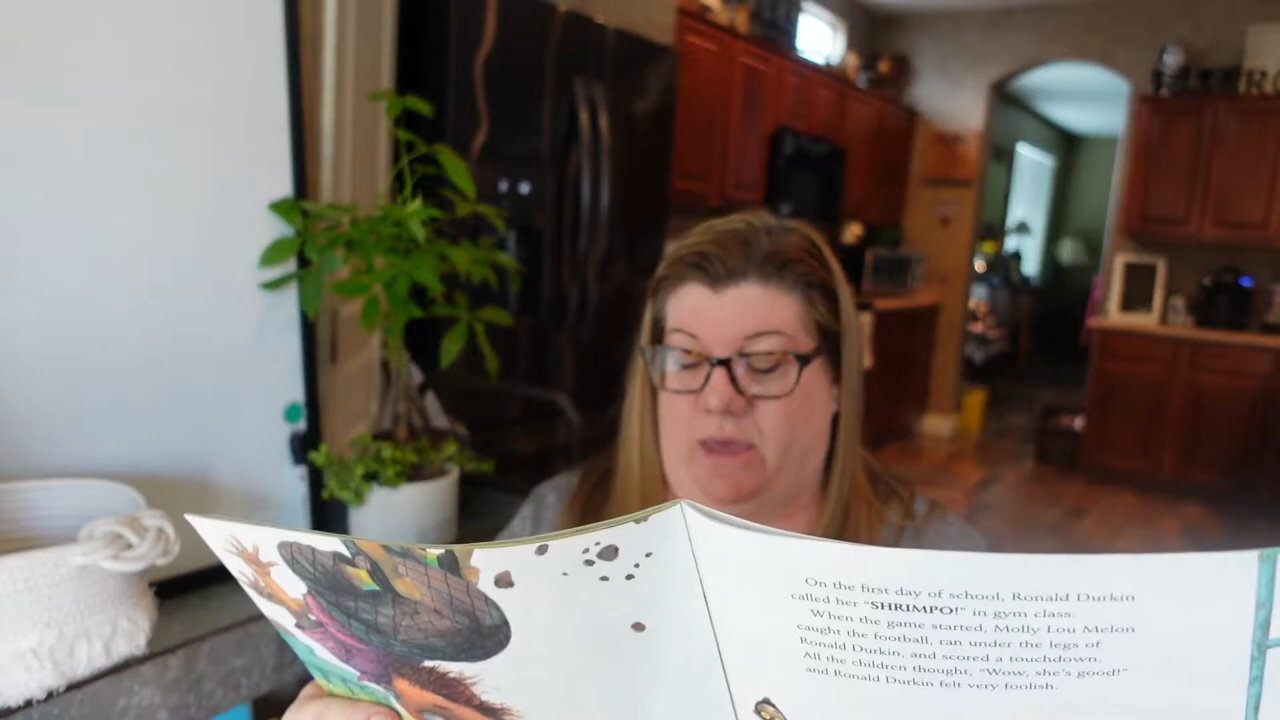 On the first day of school, Ronald Durkin
called her "SHRIMPO!" in gym class.
When the game started, Molly Lou Melon
caught the football, ran under the legs of
Ronald Durkin, and scored a touchdown.
All the children thought, "Wow, she's good!"
and Ronald Durkin felt very foolish.